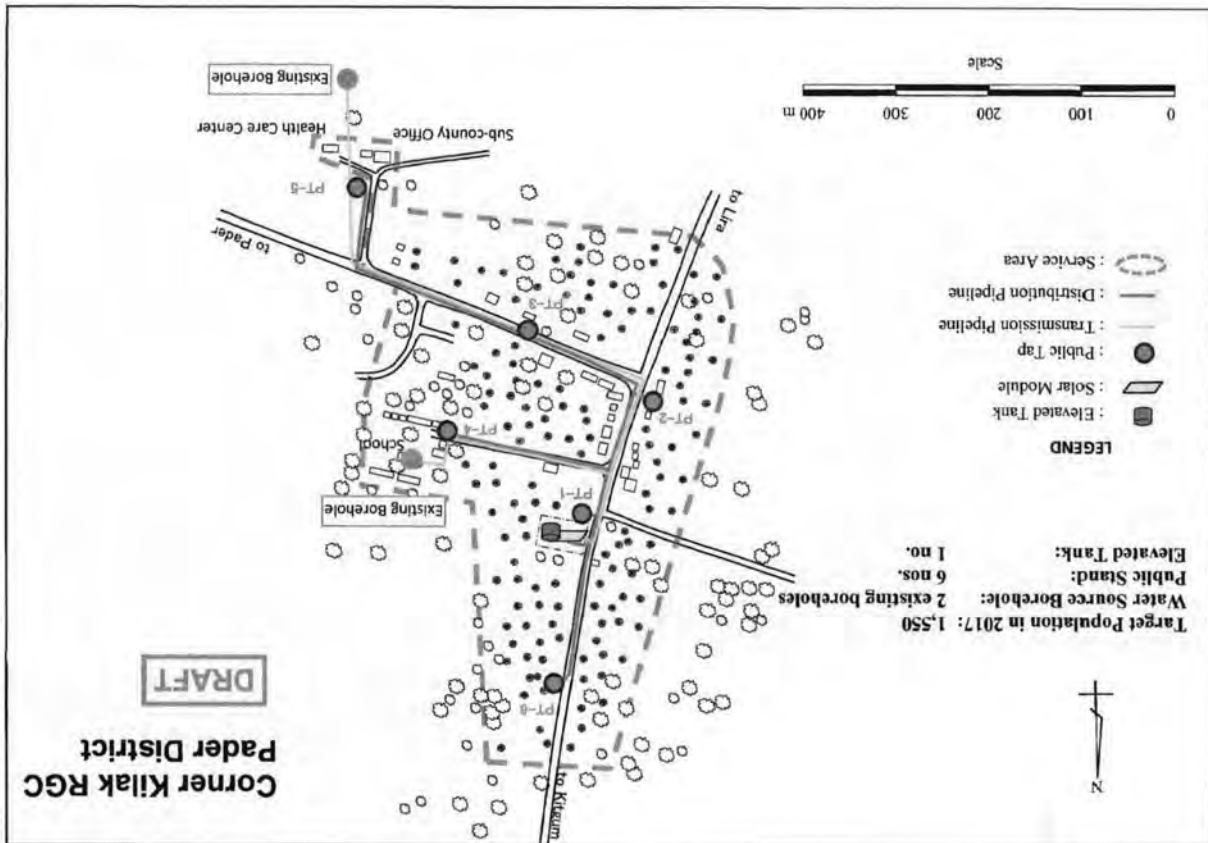 Corner Kilak RGC
Pader District
DRAFT
N
Target Population in 2017: 1,550
Water Source Borehole: 2 existing boreholes
Public Stand: 6 nos.
Elevated Tank: 1 no.
LEGEND
: Elevated Tank
: Solar Module
: Public Tap
: Transmission Pipeline
: Distribution Pipeline
: Service Area
0 100 200 300 400 m
Scale
to Kitgum
PT-6
PT-1
Existing Borehole
School
PT-4
PT-2
PT-3
to Lira
to Pader
PT-5
Sub-county Office
Health Care Center
Existing Borehole